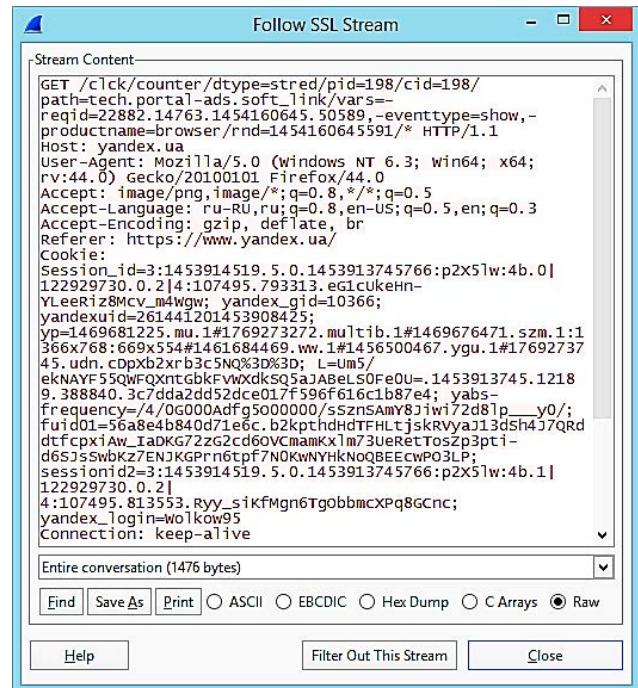 Follow SSL Stream
Stream Content
GET /clck/counter/dtype=stred/pid=198/cid=198/
path=tech.portal-ads.soft_link/vars=-
reqid=22882.14763.1454160645.50589,-eventtype=show,-
productname=browser/rnd=1454160645591/* HTTP/1.1
Host: yandex.ua
User-Agent: Mozilla/5.0 (Windows NT 6.3; Win64; x64;
rv:44.0) Gecko/20100101 Firefox/44.0
Accept: image/png,image/*;q=0.8,*/*;q=0.5
Accept-Language: ru-RU,ru;q=0.8,en-US;q=0.5,en;q=0.3
Accept-Encoding: gzip, deflate, br
Referer: https://www.yandex.ua/
Cookie:
Session_id=3:1453914519.5.0.1453913745766:p2X5lw:4b.0|
122929730.0.2|4:107495.793313.eG1cUkeHn-
YLeeRiz8Mcv_m4Wgw; yandex_gid=10366;
yandexuid=261441201453908425;
yp=1469681225.mu.1#1769273272.multib.1#1469676471.szm.1:1
366x768:669x554#1461684469.ww.1#1456500467.ygu.1#17692737
45.udn.cDpXb2xrb3c5NQ%3D%3D; L=Um5/
ekNAYF55QWFQXntGbkFvWXdkSQ5aJABeLS0Fe0U=.1453913745.1218
9.388840.3c7dda2dd52dce017f596f616c1b87e4; yabs-
frequency=/4/0G000Adfg5000000/sSznSAmY8Jiwi72d8lp___y0/;
fuid01=56a8e4b840d71e6c.b2kpthdHdTFHLtjskRVyaJ13dSh4J7QRd
dtfcpxiAw_IaDKG72zG2cd6OVCmamKxlm73UeRetTosZp3pti-
d6SJsSwbKz7ENJKGPrn6tpf7N0KwNYHkNoQBEEcwPO3LP;
sessionid2=3:1453914519.5.0.1453913745766:p2X5lw:4b.1|
122929730.0.2|
4:107495.813553.Ryy_siKfMgn6TgObbmcXPq8GCnc;
yandex_login=Wolkow95
Connection: keep-alive
Entire conversation (1476 bytes)
Find Save As Print ASCII EBCDIC Hex Dump C Arrays Raw
Help Filter Out This Stream Close